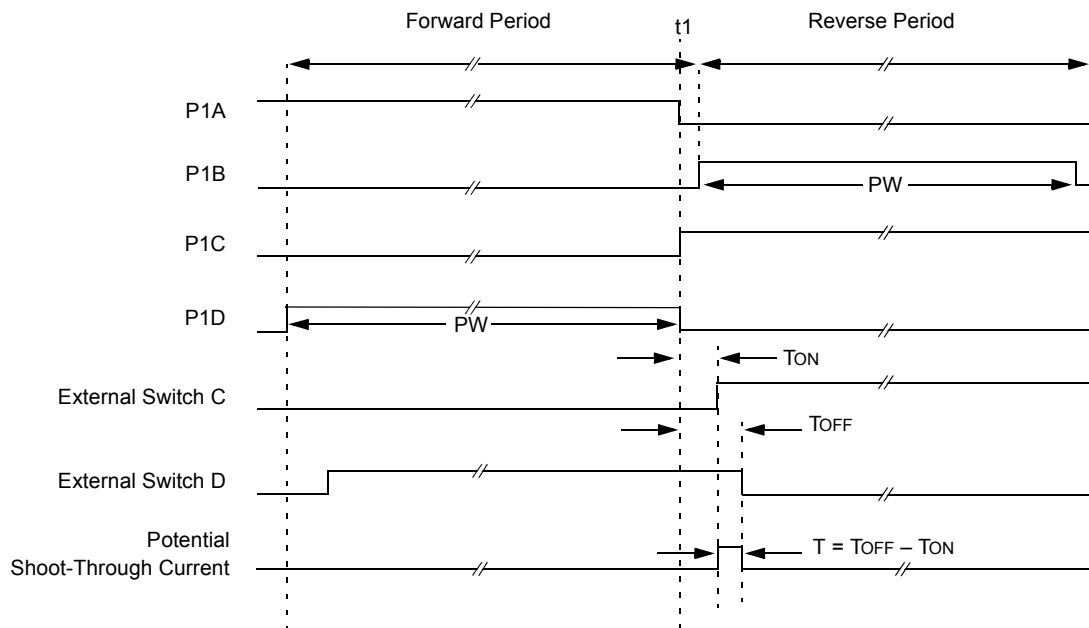 Forward Period
t1
Reverse Period
P1A
P1B
PW
P1C
P1D
PW
TON
External Switch C
TOFF
External Switch D
Potential
Shoot-Through Current
T = TOFF – TON